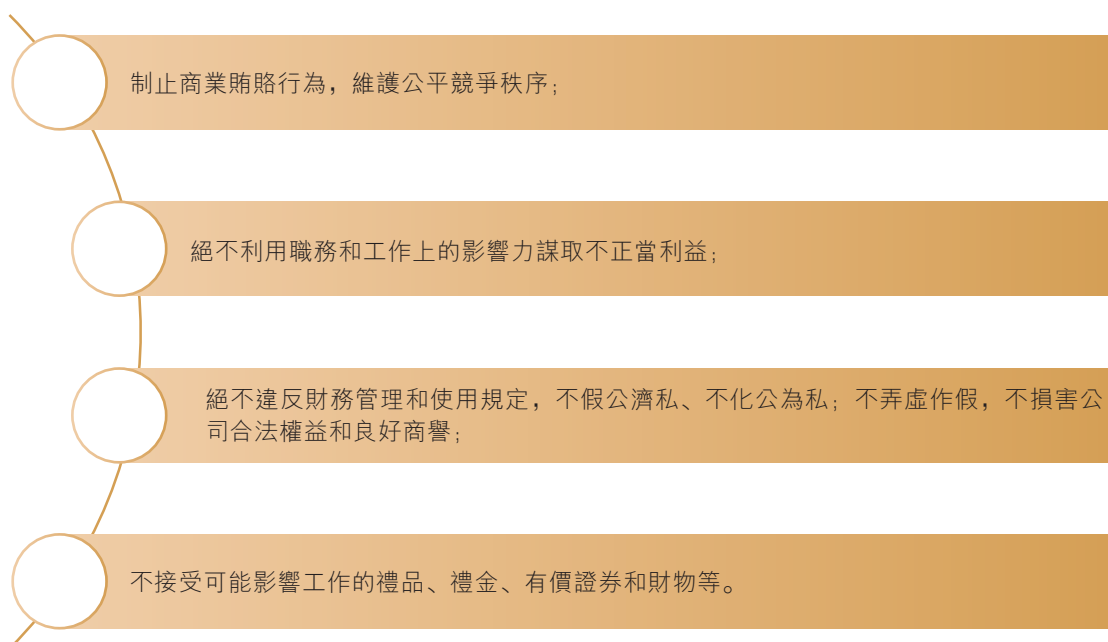 制止商業賄賂行為，維護公平競爭秩序；
絕不利用職務和工作上的影響力謀取不正當利益；
絕不違反財務管理和使用規定，不假公濟私、不化公為私；不弄虛作假，不損害公
司合法權益和良好商譽；
不接受可能影響工作的禮品、禮金、有價證券和財物等。